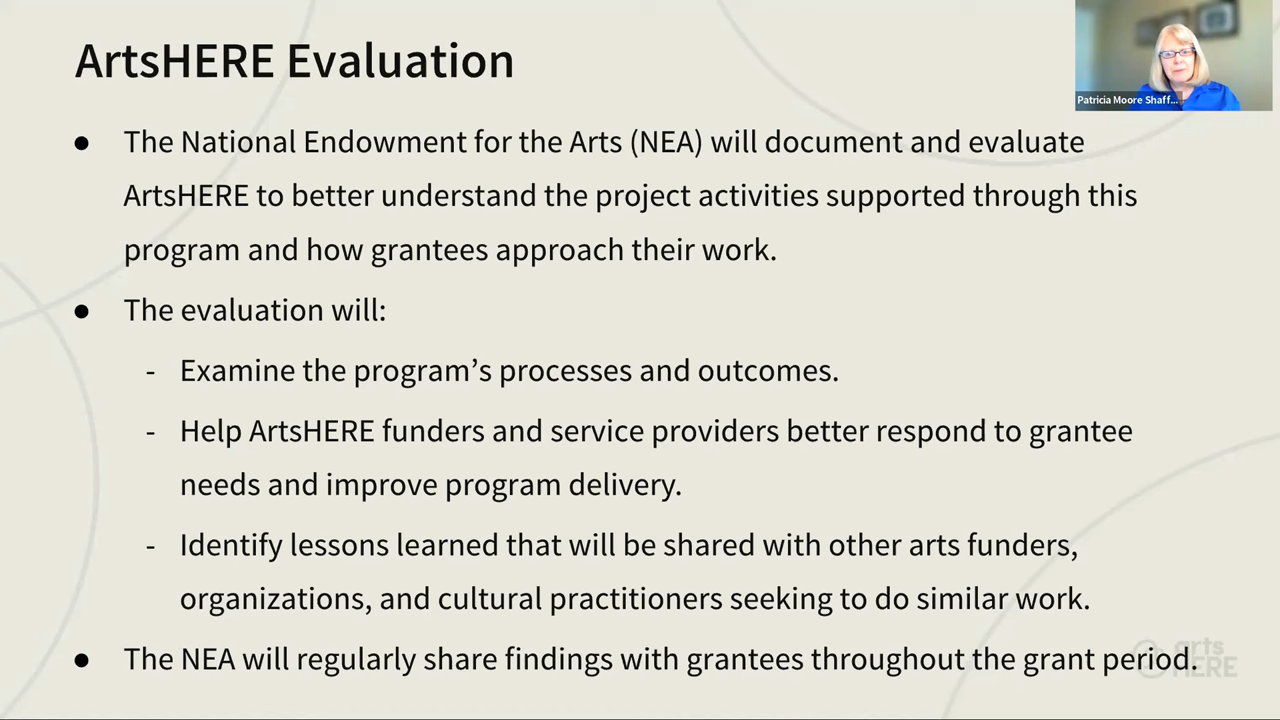 ArtsHERE Evaluation
Patricia Moore Shaff...
● The National Endowment for the Arts (NEA) will document and evaluate
ArtsHERE to better understand the project activities supported through this
program and how grantees approach their work.
● The evaluation will:
- Examine the program’s processes and outcomes.
- Help ArtsHERE funders and service providers better respond to grantee
needs and improve program delivery.
- Identify lessons learned that will be shared with other arts funders,
organizations, and cultural practitioners seeking to do similar work.
● The NEA will regularly share findings with grantees throughout the grant period.
arts
HERE